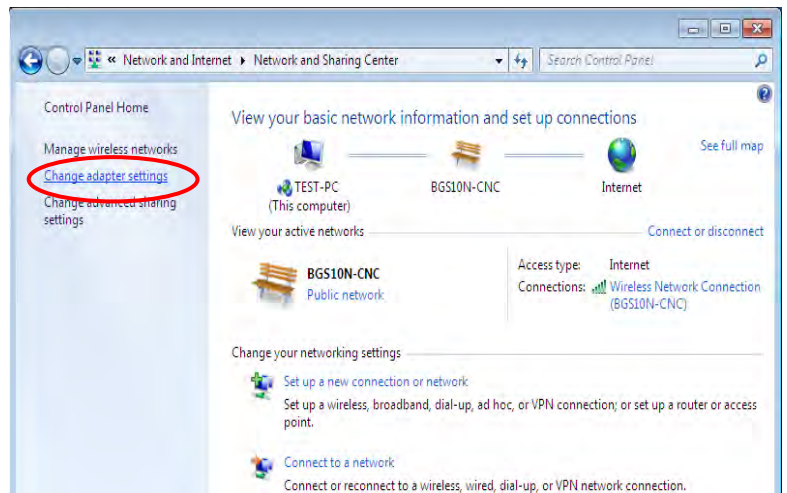 « Network and Internet ▸ Network and Sharing Center
Search Control Panel
Control Panel Home
Manage wireless networks
Change adapter settings
Change advanced sharing
settings
View your basic network information and set up connections
See full map
TEST-PC
(This computer)
BGS10N-CNC
Internet
View your active networks
Connect or disconnect
BGS10N-CNC
Public network
Access type: Internet
Connections: Wireless Network Connection
(BGS10N-CNC)
Change your networking settings
Set up a new connection or network
Set up a wireless, broadband, dial-up, ad hoc, or VPN connection; or set up a router or access
point.
Connect to a network
Connect or reconnect to a wireless, wired, dial-up, or VPN network connection.